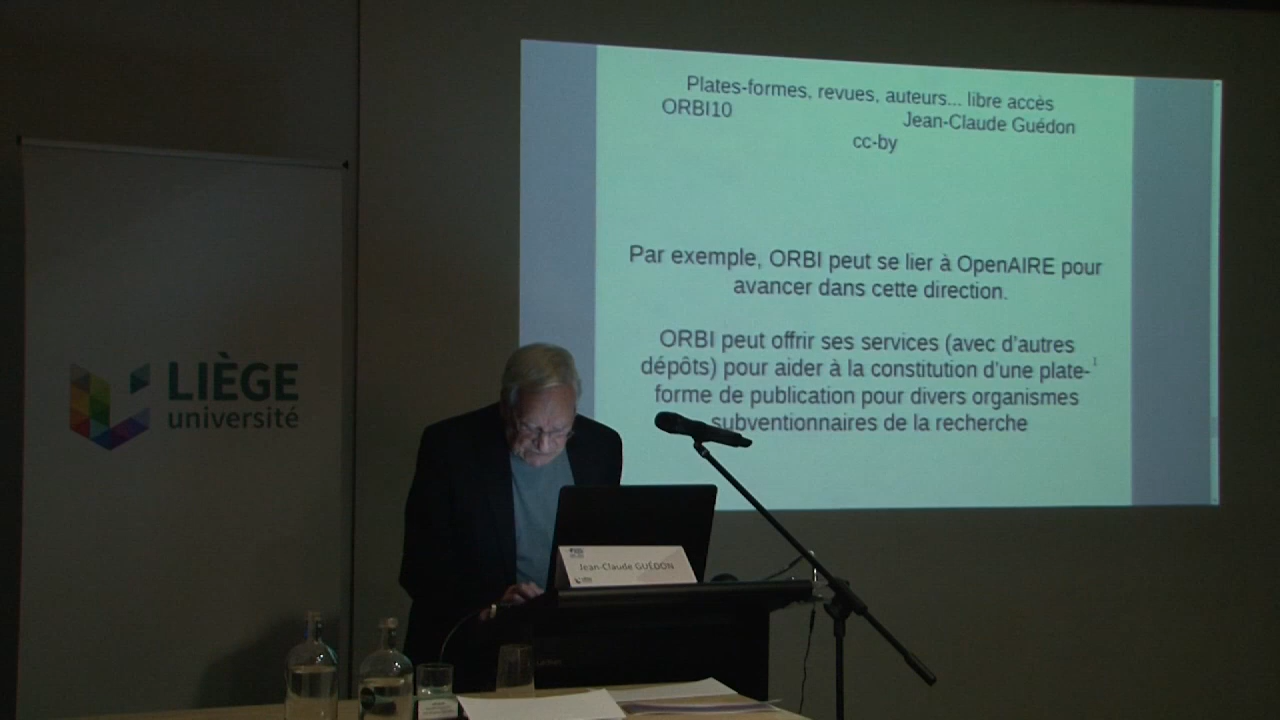 Plates-formes, revues, auteurs... libre accès
ORBI10 Jean-Claude Guédon
cc-by
Par exemple, ORBI peut se lier à OpenAIRE pour
avancer dans cette direction.
ORBI peut offrir ses services (avec d'autres
dépôts) pour aider à la constitution d'une plate-
forme de publication pour divers organismes
subventionnaires de la recherche
1
LIÈGE
université
Jean-Claude GUÉDON